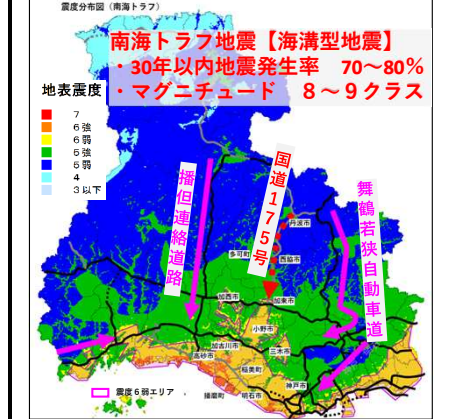 震度分布図（南海トラフ）
南海トラフ地震【海溝型地震】
・30年以内地震発生率　70～80%
・マグニチュード　８～９クラス
地表震度
7
6強
6弱
5強
5弱
4
3以下
播但連絡道路
国道１７５号
舞鶴若狭自動車道
丹波市
多可町
西脇市
加西市
加東市
小野市
加古川市
三木市
高砂市
稲美町
神戸市
播磨町
明石市
震度６弱エリア